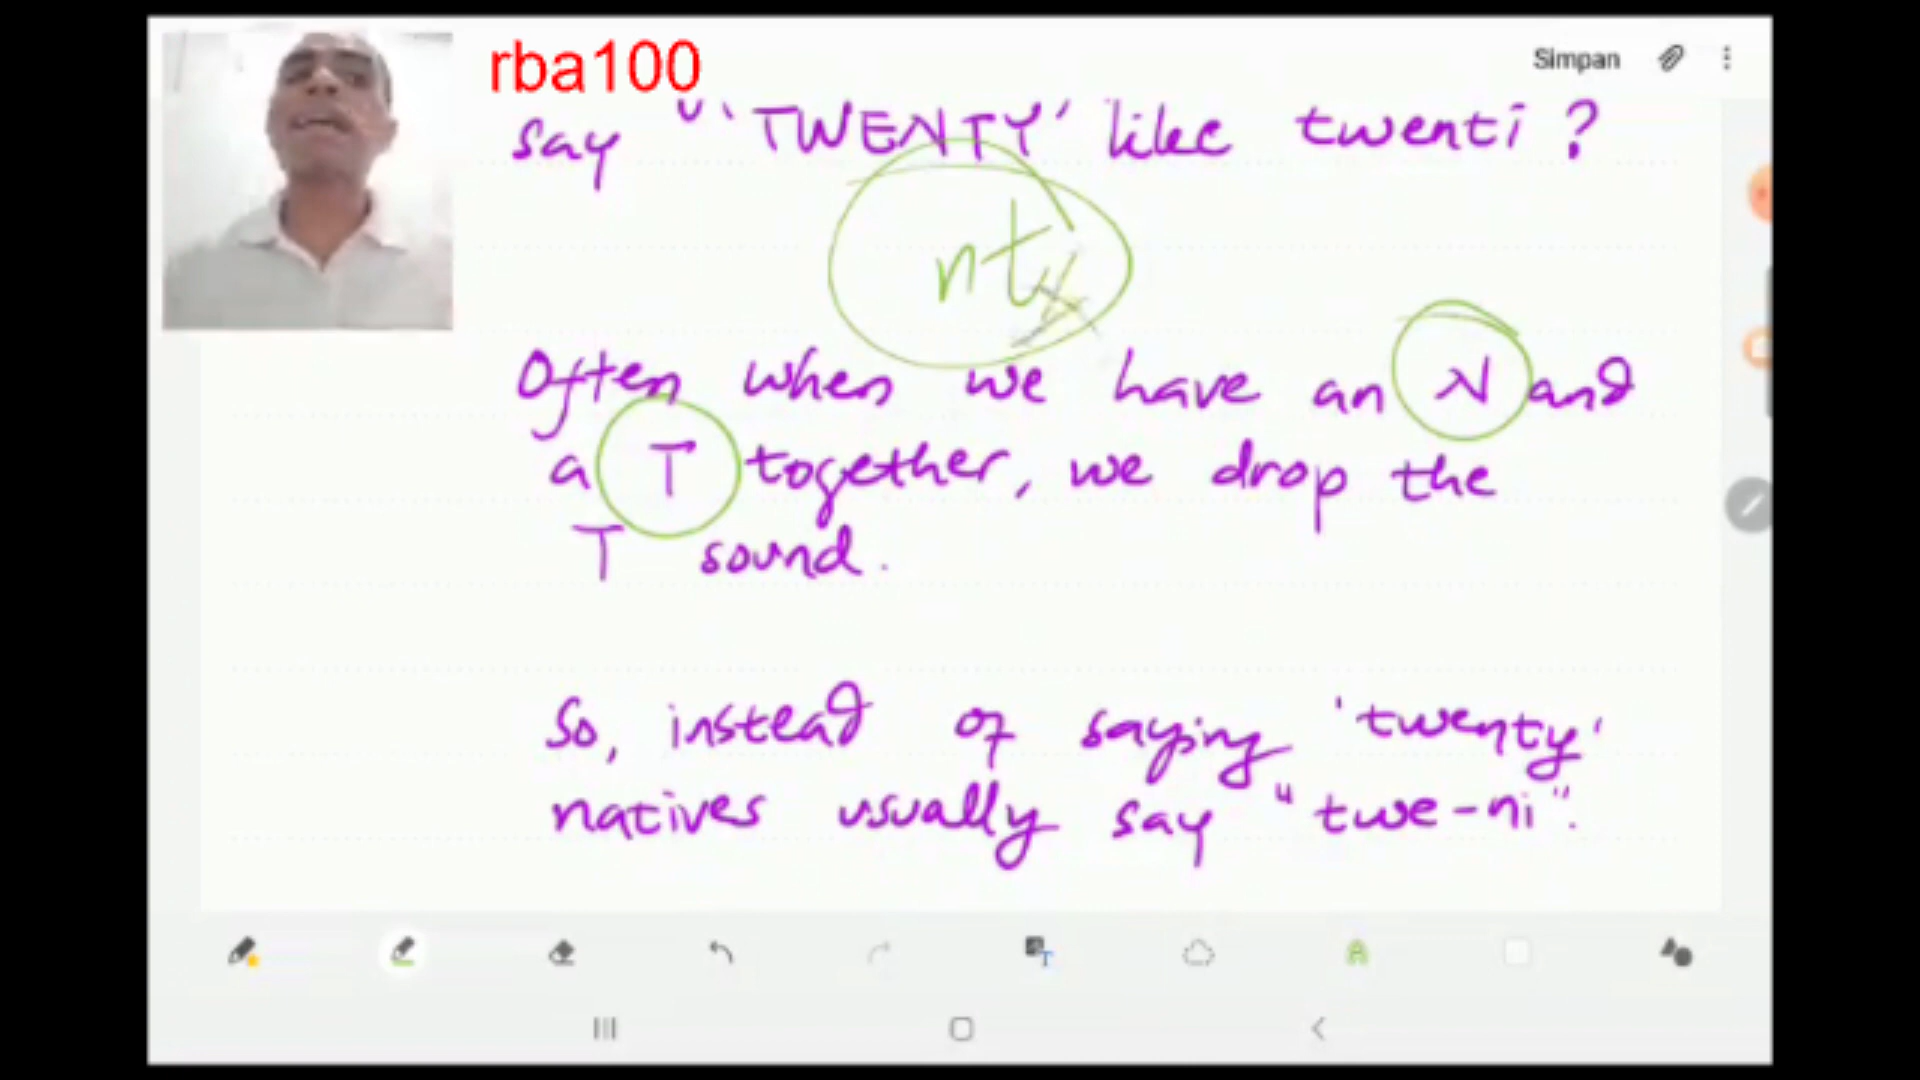 rba100
Simpan
say "'TWENTY' like twenti ?
nt
Often when we have an N and
a T together, we drop the
T sound.
So, instead of saying 'twenty'
natives usually say "twe-ni".